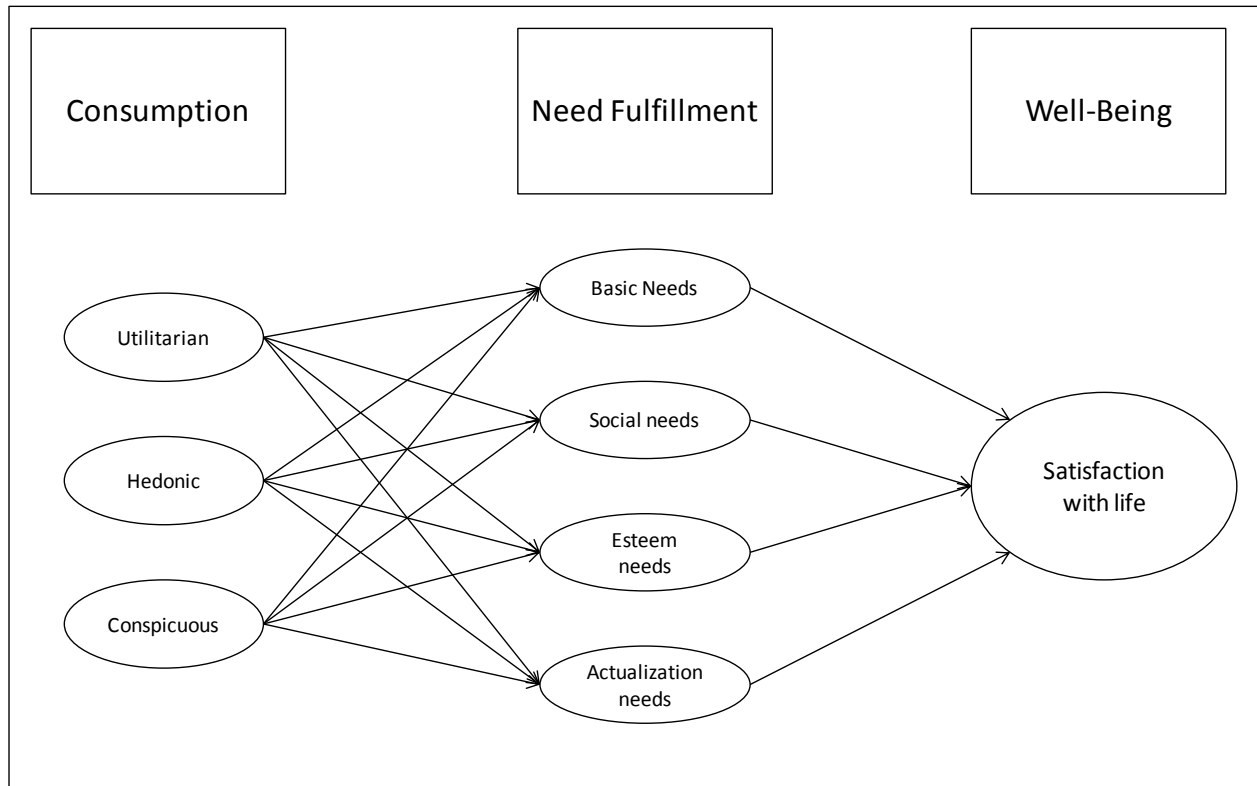 Consumption
Need Fulfillment
Well-Being
Utilitarian
Hedonic
Conspicuous
Basic Needs
Social needs
Esteem
needs
Actualization
needs
Satisfaction
with life